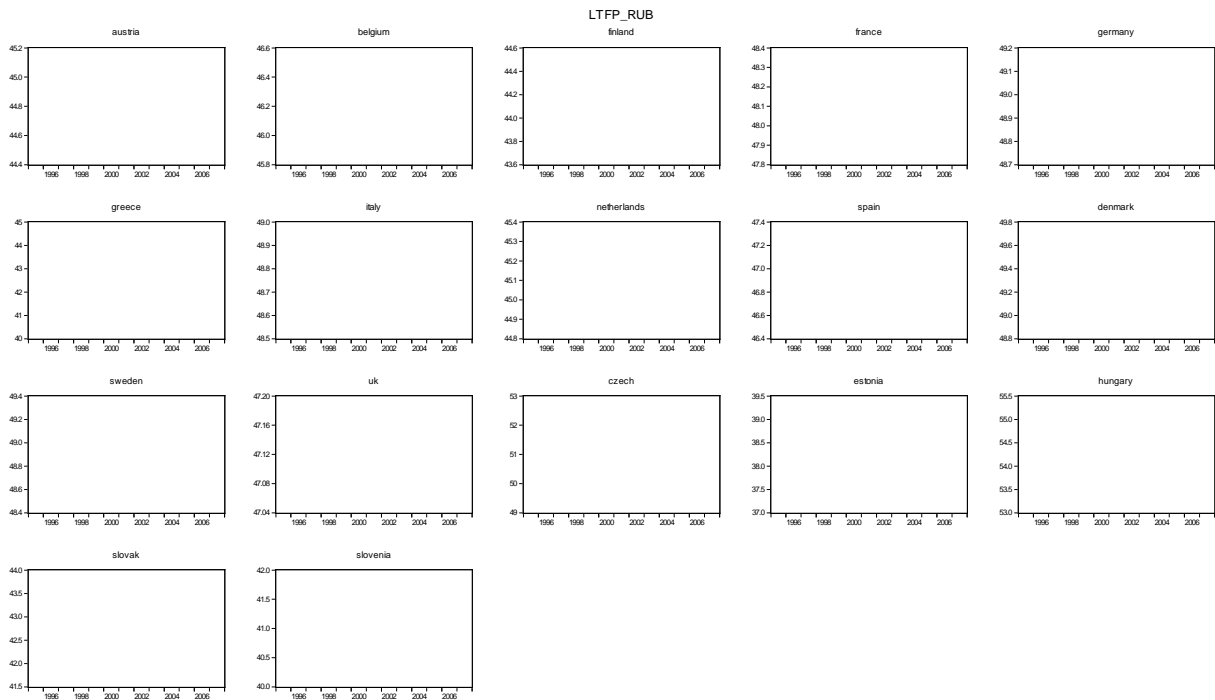 LTFP_RUB
austria
45.2
45.0
44.8
44.6
44.4
1996 1998 2000 2002 2004 2006
belgium
46.6
46.4
46.2
46.0
45.8
1996 1998 2000 2002 2004 2006
finland
44.6
44.4
44.2
44.0
43.8
43.6
1996 1998 2000 2002 2004 2006
france
48.4
48.3
48.2
48.1
48.0
47.9
47.8
1996 1998 2000 2002 2004 2006
germany
49.2
49.1
49.0
48.9
48.8
48.7
1996 1998 2000 2002 2004 2006
greece
45
44
43
42
41
40
1996 1998 2000 2002 2004 2006
italy
49.0
48.9
48.8
48.7
48.6
48.5
1996 1998 2000 2002 2004 2006
netherlands
45.4
45.3
45.2
45.1
45.0
44.9
44.8
1996 1998 2000 2002 2004 2006
spain
47.4
47.2
47.0
46.8
46.6
46.4
1996 1998 2000 2002 2004 2006
denmark
49.8
49.6
49.4
49.2
49.0
48.8
1996 1998 2000 2002 2004 2006
sweden
49.4
49.2
49.0
48.8
48.6
48.4
1996 1998 2000 2002 2004 2006
uk
47.20
47.16
47.12
47.08
47.04
1996 1998 2000 2002 2004 2006
czech
53
52
51
50
49
1996 1998 2000 2002 2004 2006
estonia
39.5
39.0
38.5
38.0
37.5
37.0
1996 1998 2000 2002 2004 2006
hungary
55.5
55.0
54.5
54.0
53.5
53.0
1996 1998 2000 2002 2004 2006
slovak
44.0
43.5
43.0
42.5
42.0
41.5
1996 1998 2000 2002 2004 2006
slovenia
42.0
41.5
41.0
40.5
40.0
1996 1998 2000 2002 2004 2006